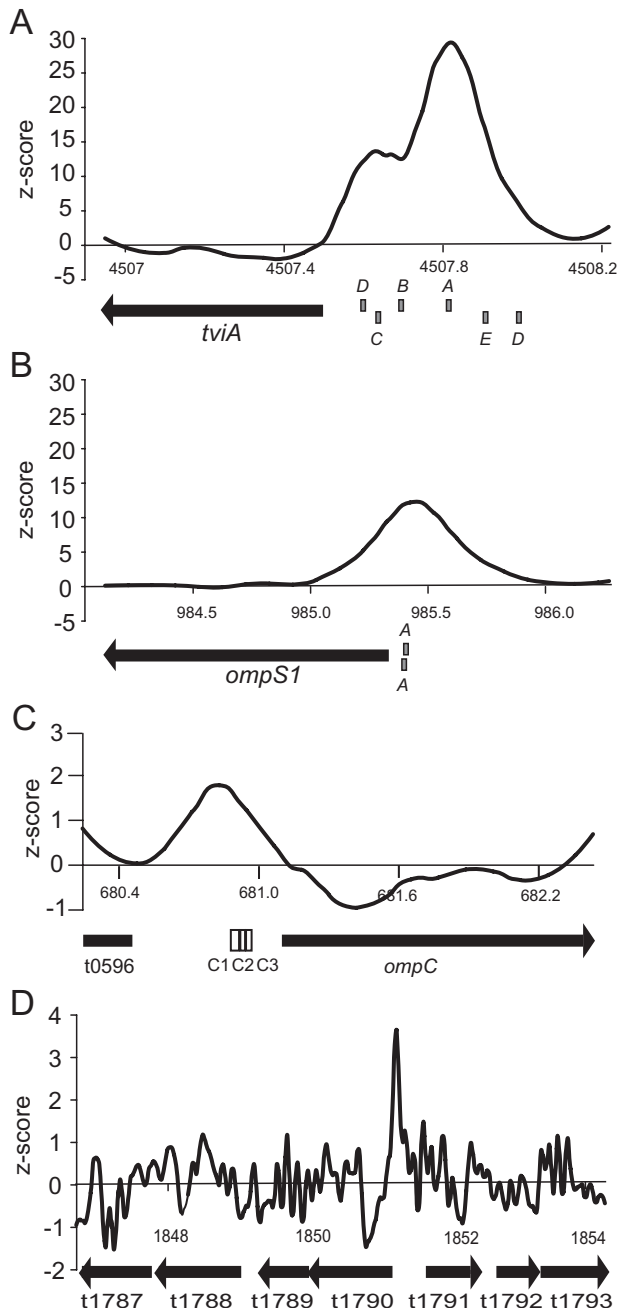 A
30
25
20
15
10
5
0
-5
z-score
4507 4507.4 4507.8 4508.2
D B A
C E D
tviA
B
30
25
20
15
10
5
0
-5
z-score
984.5 985.0 985.5 986.0
A
A
ompS1
C
3
2
1
0
-1
z-score
680.4 681.0 681.6 682.2
t0596 C1 C2 C3 ompC
D
4
3
2
1
0
-1
-2
z-score
1848 1850 1852 1854
t1787 t1788 t1789 t1790 t1791 t1792 t1793